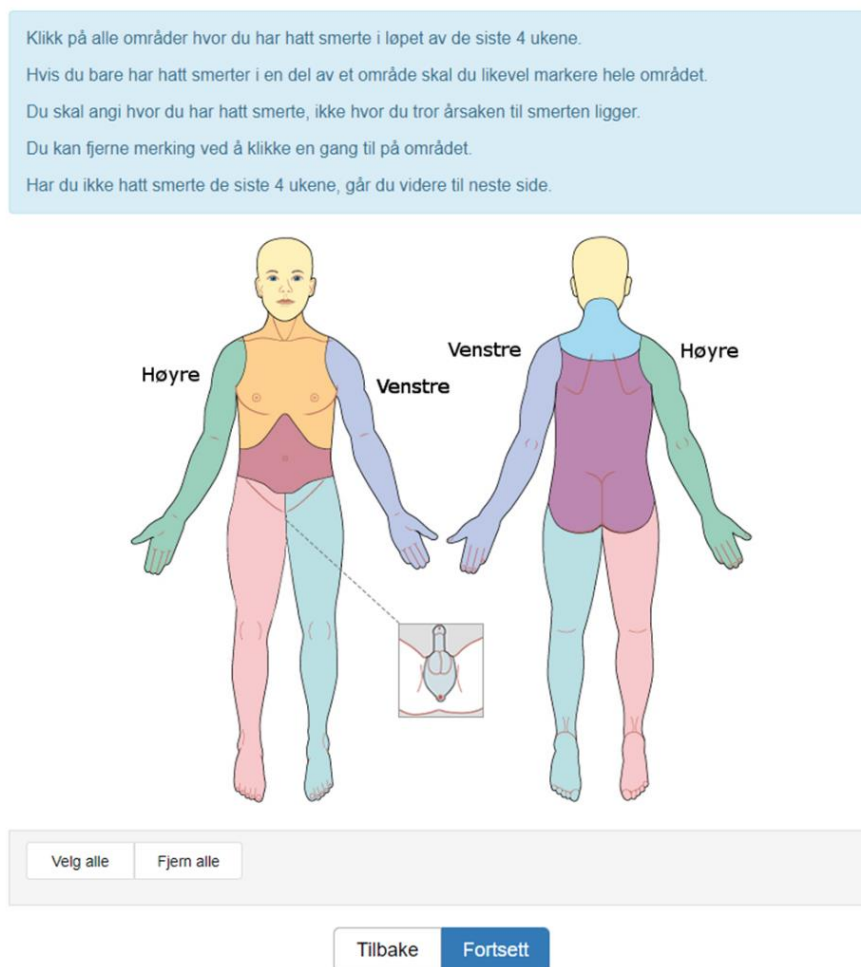 Klikk på alle områder hvor du har hatt smerte i løpet av de siste 4 ukene.
Hvis du bare har hatt smerter i en del av et område skal du likevel markere hele området.
Du skal angi hvor du har hatt smerte, ikke hvor du tror årsaken til smerten ligger.
Du kan fjerne merking ved å klikke en gang til på området.
Har du ikke hatt smerte de siste 4 ukene, går du videre til neste side.
Høyre
Venstre
Venstre
Høyre
Velg alle
Fjern alle
Tilbake
Fortsett